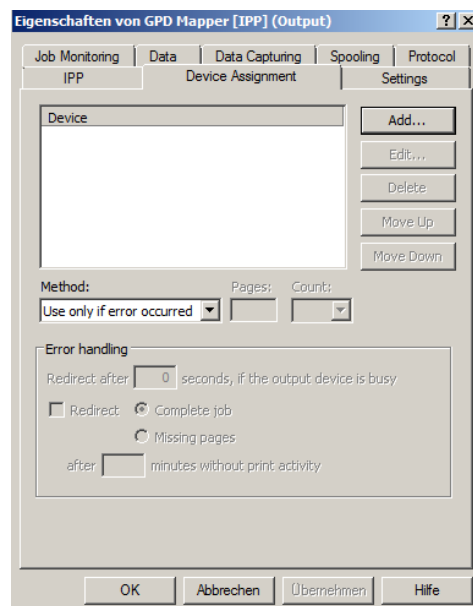 Eigenschaften von GPD Mapper [IPP] (Output)
Job Monitoring Data Data Capturing Spooling Protocol
IPP Device Assignment Settings
Device
Add...
Edit...
Delete
Move Up
Move Down
Method: Pages: Count:
Use only if error occurred
Error handling
Redirect after 0 seconds, if the output device is busy
Redirect Complete job
Missing pages
after minutes without print activity
OK Abbrechen Übernehmen Hilfe